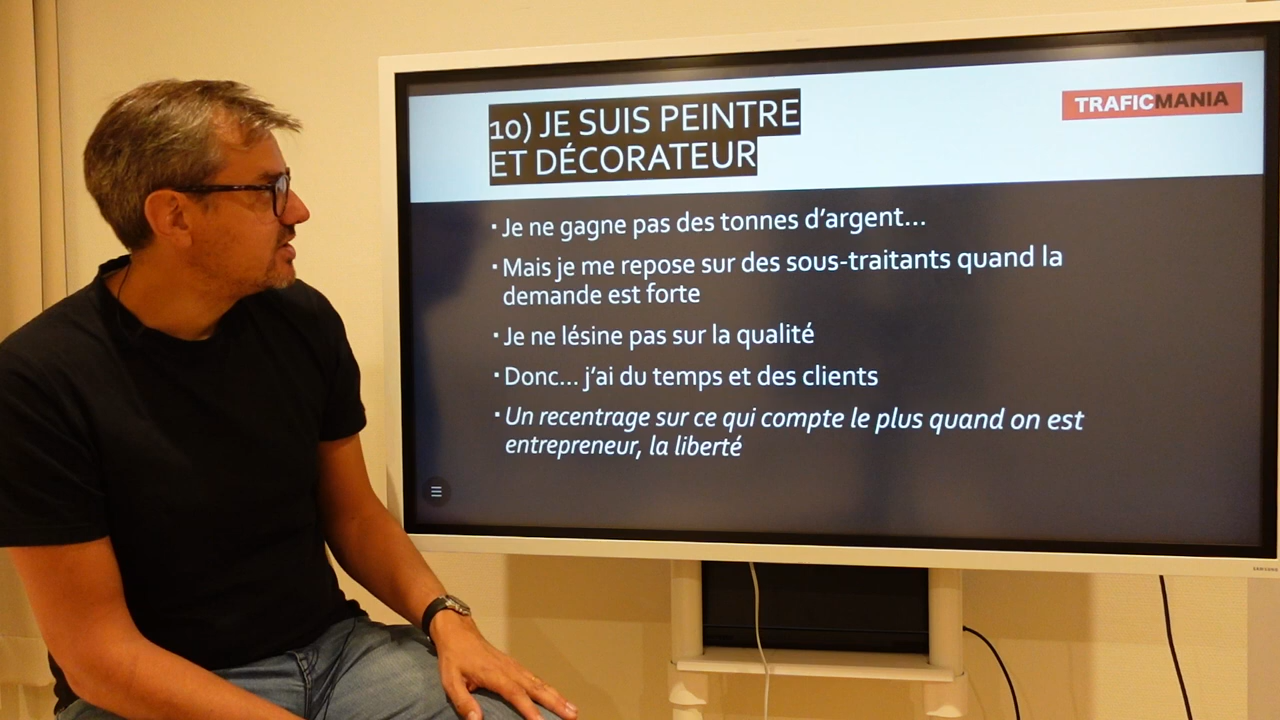 10) JE SUIS PEINTRE
ET DÉCORATEUR
TRAFICMANIA
▪ Je ne gagne pas des tonnes d'argent...
▪ Mais je me repose sur des sous-traitants quand la
demande est forte
▪ Je ne lésine pas sur la qualité
▪ Donc... j'ai du temps et des clients
▪ Un recentrage sur ce qui compte le plus quand on est
entrepreneur, la liberté
SAMSUNG